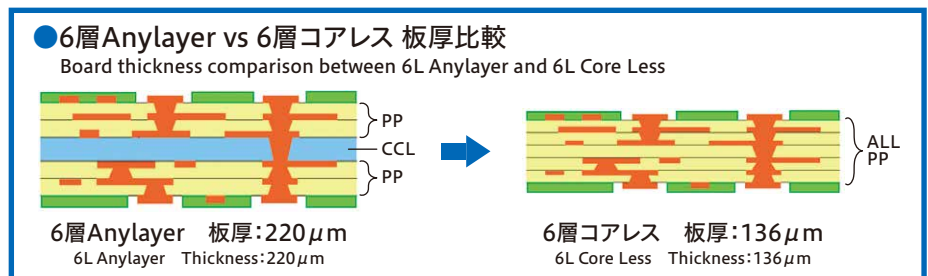 ●6層Anylayer vs 6層コアレス 板厚比較
Board thickness comparison between 6L Anylayer and 6L Core Less
PP
CCL
PP
ALL
PP
6層Anylayer 板厚:220μm
6L Anylayer Thickness:220μm
6層コアレス 板厚:136μm
6L Core Less Thickness:136μm